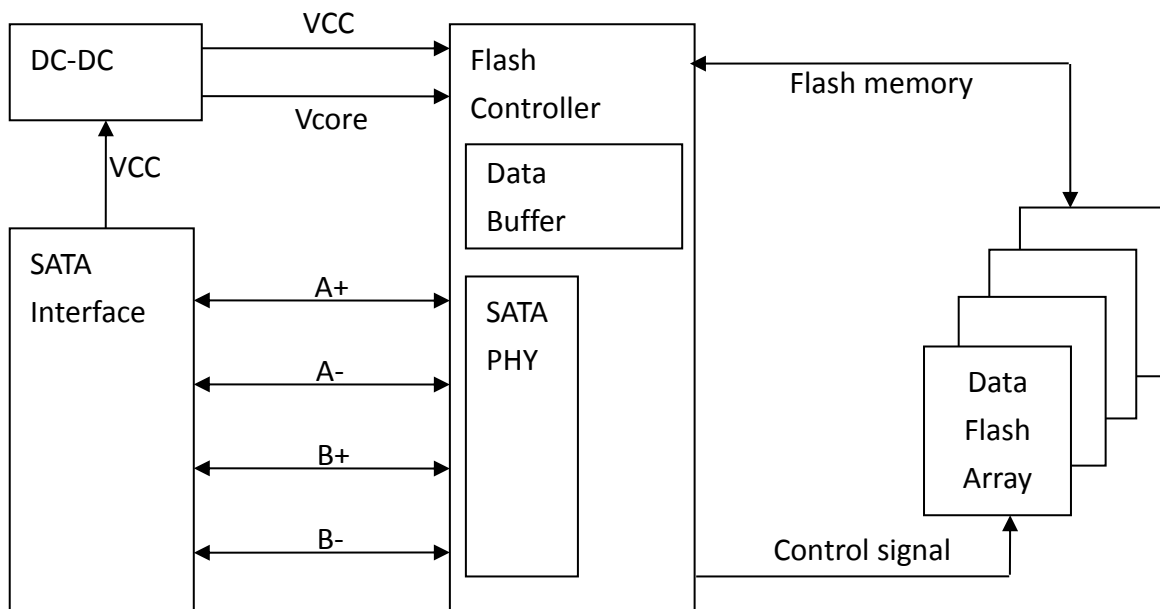 DC-DC
VCC
Vcore
VCC
Flash
Controller
Flash memory
Data
Buffer
SATA
Interface
A+
A-
B+
B-
SATA
PHY
Data
Flash
Array
Control signal